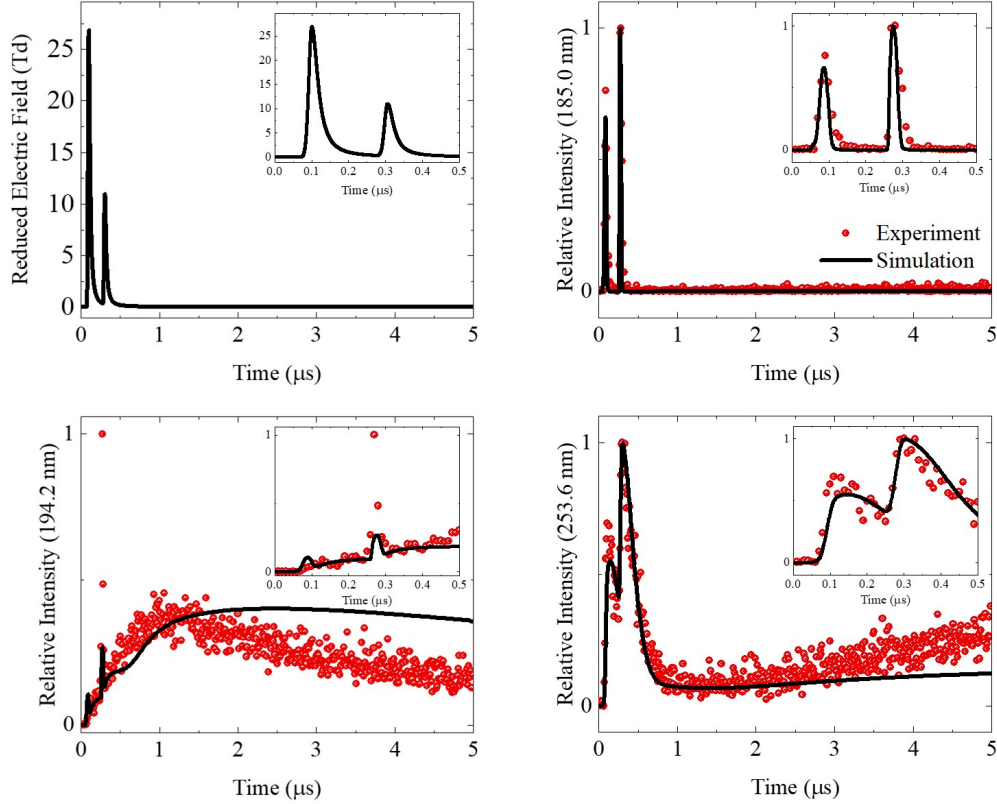 Reduced Electric Field (Td)
25
20
15
10
5
0
0 1 2 3 4 5
Time (μs)
25
20
15
10
5
0
0.0 0.1 0.2 0.3 0.4 0.5
Time (μs)
Relative Intensity (185.0 nm)
1
0
0 1 2 3 4 5
Time (μs)
1
0
0.0 0.1 0.2 0.3 0.4 0.5
Time (μs)
Experiment
Simulation
Relative Intensity (194.2 nm)
1
0
0 1 2 3 4 5
Time (μs)
1
0
0.0 0.1 0.2 0.3 0.4 0.5
Time (μs)
Relative Intensity (253.6 nm)
1
0
0 1 2 3 4 5
Time (μs)
1
0
0.0 0.1 0.2 0.3 0.4 0.5
Time (μs)